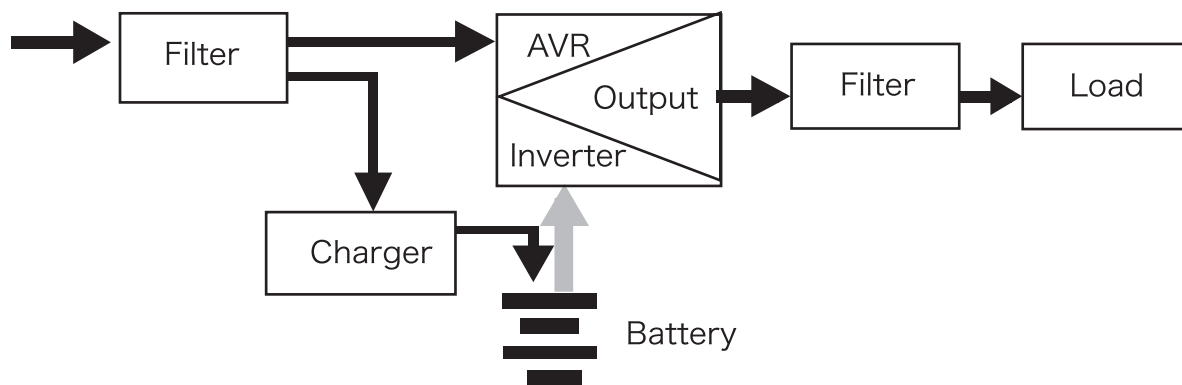 Filter
AVR
Output
Inverter
Filter
Load
Charger
Battery